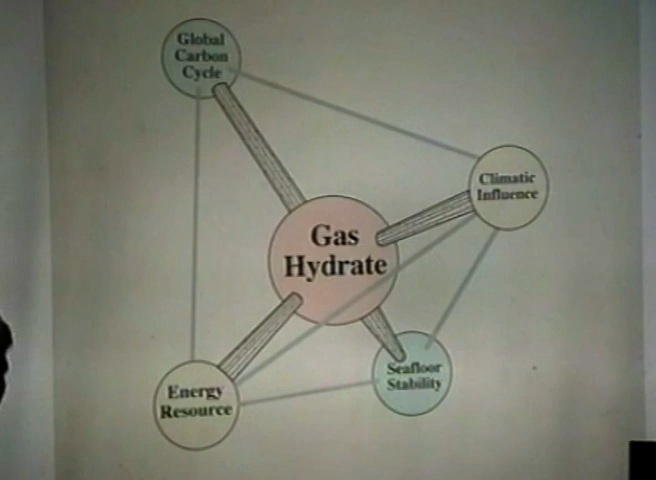 Global
Carbon
Cycle
Climatic
Influence
Gas
Hydrate
Seafloor
Stability
Energy
Resource